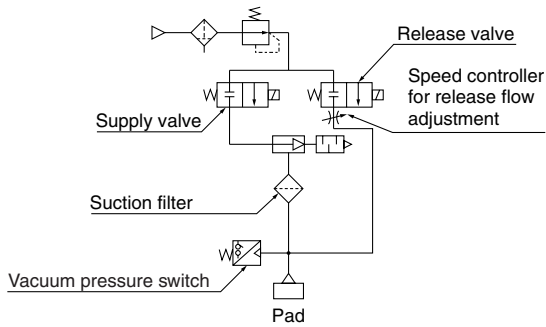 Release valve
Speed controller
for release flow
adjustment
Supply valve
Suction filter
Vacuum pressure switch
Pad